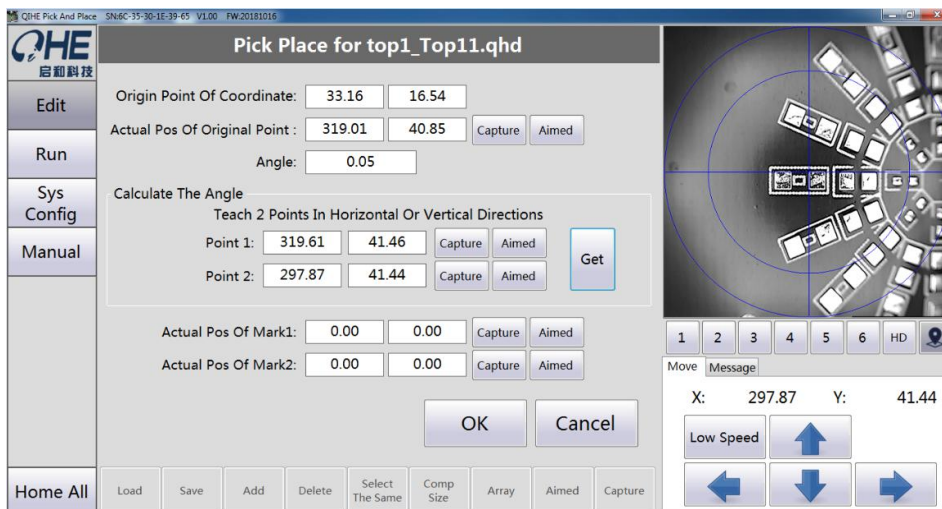 QIHE Pick And Place SN:6C-35-30-1E-39-65 V1.00 FW:20181016
QHE
启和科技
Edit
Run
Sys
Config
Manual
Home All
Pick Place for top1_Top11.qhd
Origin Point Of Coordinate: 33.16 16.54
Actual Pos Of Original Point : 319.01 40.85 Capture Aimed
Angle: 0.05
Calculate The Angle
Teach 2 Points In Horizontal Or Vertical Directions
Point 1: 319.61 41.46 Capture Aimed
Point 2: 297.87 41.44 Capture Aimed
Get
Actual Pos Of Mark1: 0.00 0.00 Capture Aimed
Actual Pos Of Mark2: 0.00 0.00 Capture Aimed
OK Cancel
Load Save Add Delete Select The Same Comp Size Array Aimed Capture
1 2 3 4 5 6 HD
Move Message
X: 297.87 Y: 41.44
Low Speed